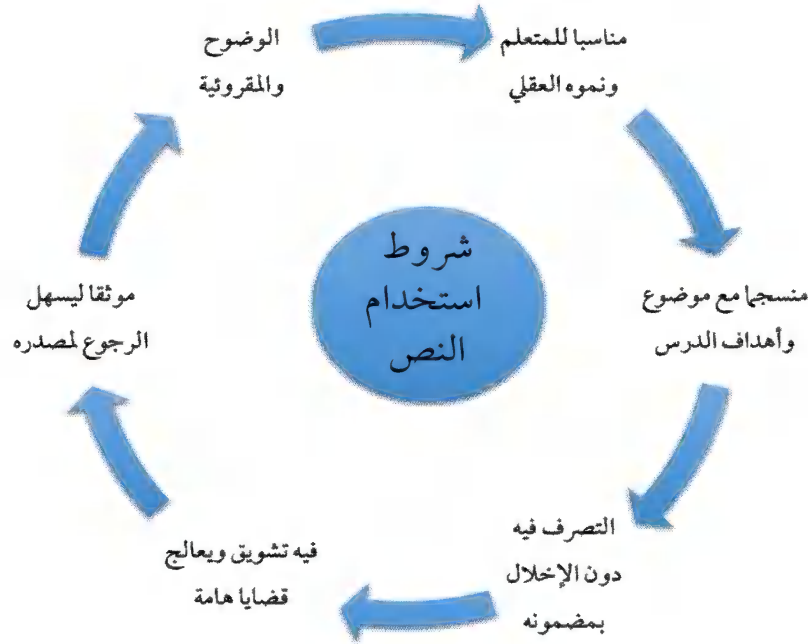 شروط
استخدام
النص
مناسبا للمتعلم
ونموه العقلي
منسجما مع موضوع
وأهداف الدرس
التصرف فيه
دون الإخلال
بمضمونه
فيه تشويق ويعالج
قضايا هامة
موثقا ليسهل
الرجوع لمصدره
الوضوح
والمقروئية